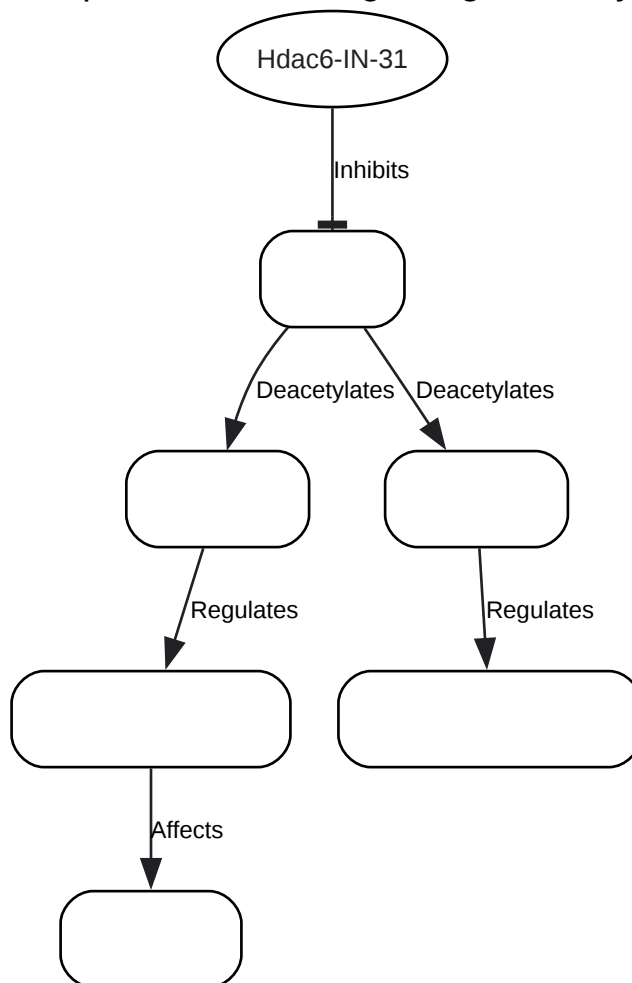 Hdac6-IN-31
Inhibits
Deacetylates
Deacetylates
Regulates
Regulates
Affects